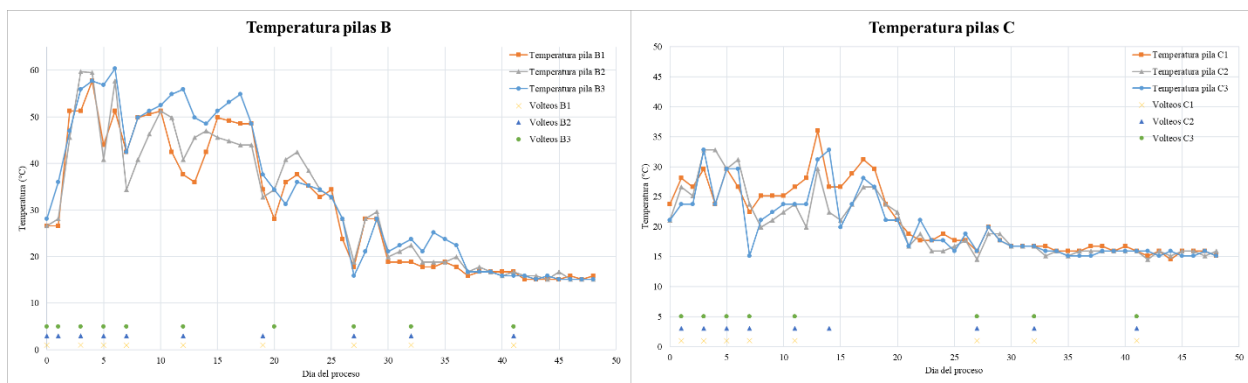 Temperatura pilas B
Temperatura pila B1
Temperatura pila B2
Temperatura pila B3
Volteos B1
Volteos B2
Volteos B3
Temperatura (°C)
60
50
40
30
20
10
0
0 5 10 15 20 25 30 35 40 45 50
Día del proceso
Temperatura pilas C
Temperatura pila C1
Temperatura pila C2
Temperatura pila C3
Volteos C1
Volteos C2
Volteos C3
Temperatura (°C)
50
45
40
35
30
25
20
15
10
5
0
0 5 10 15 20 25 30 35 40 45 50
Día del proceso